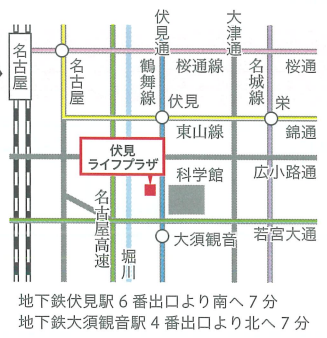 伏見通
大津通
名古屋
名古屋
鶴舞線
桜通線
名城線
桜通
伏見
栄
東山線
錦通
伏見
ライフプラザ
科学館
広小路通
名古屋高速
堀川
大須観音
若宮大通
地下鉄伏見駅6番出口より南へ7分
地下鉄大須観音駅4番出口より北へ7分